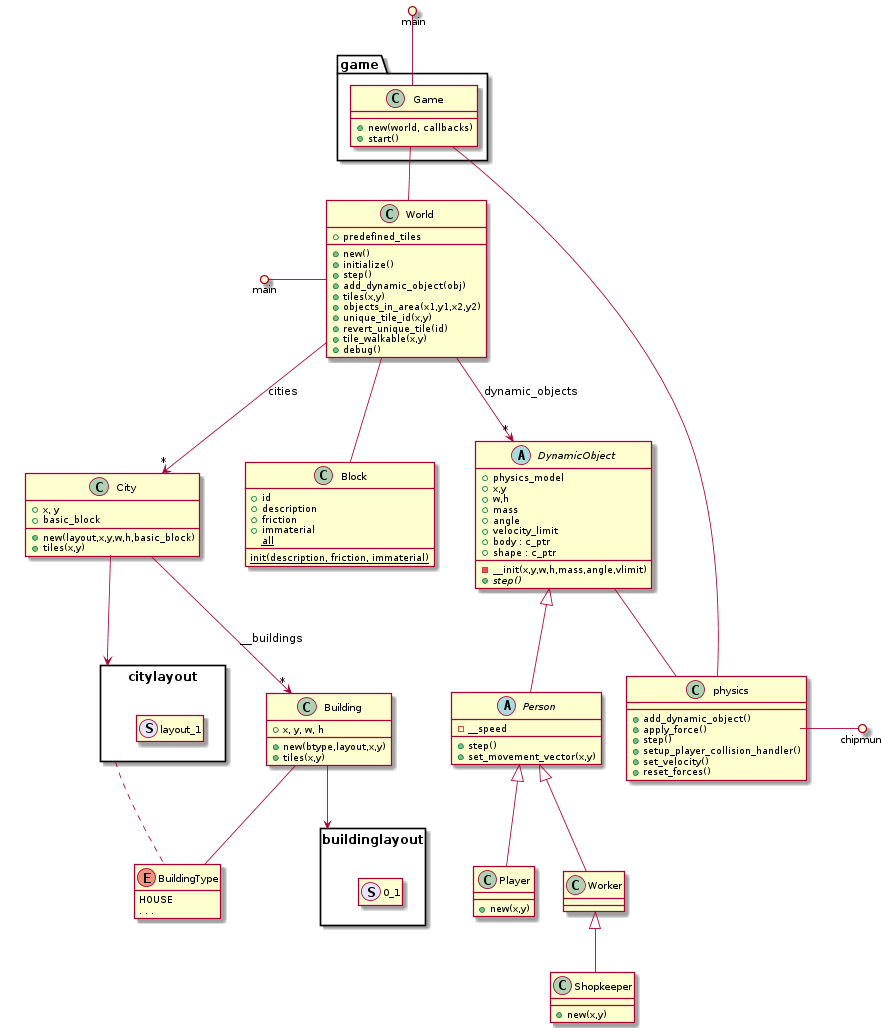 main
game
C Game
new(world, callbacks)
start()
C World
predefined_tiles
new()
initialize()
step()
add_dynamic_object(obj)
tiles(x,y)
objects_in_area(x1,y1,x2,y2)
unique_tile_id(x,y)
revert_unique_tile(id)
tile_walkable(x,y)
debug()
main
cities
*
dynamic_objects
*
C City
x, y
basic_block
new(layout,x,y,w,h,basic_block)
tiles(x,y)
C Block
id
description
friction
immaterial
all
init(description, friction, immaterial)
A DynamicObject
physics_model
x,y
w,h
mass
angle
velocity_limit
body : c_ptr
shape : c_ptr
__init(x,y,w,h,mass,angle,vlimit)
step()
__buildings
*
citylayout
S layout_1
C Building
x, y, w, h
new(btype,layout,x,y)
tiles(x,y)
A Person
__speed
step()
set_movement_vector(x,y)
C physics
add_dynamic_object()
apply_force()
step()
setup_player_collision_handler()
set_velocity()
reset_forces()
chipmun
E BuildingType
HOUSE
...
buildinglayout
S 0_1
C Player
new(x,y)
C Worker
C Shopkeeper
new(x,y)